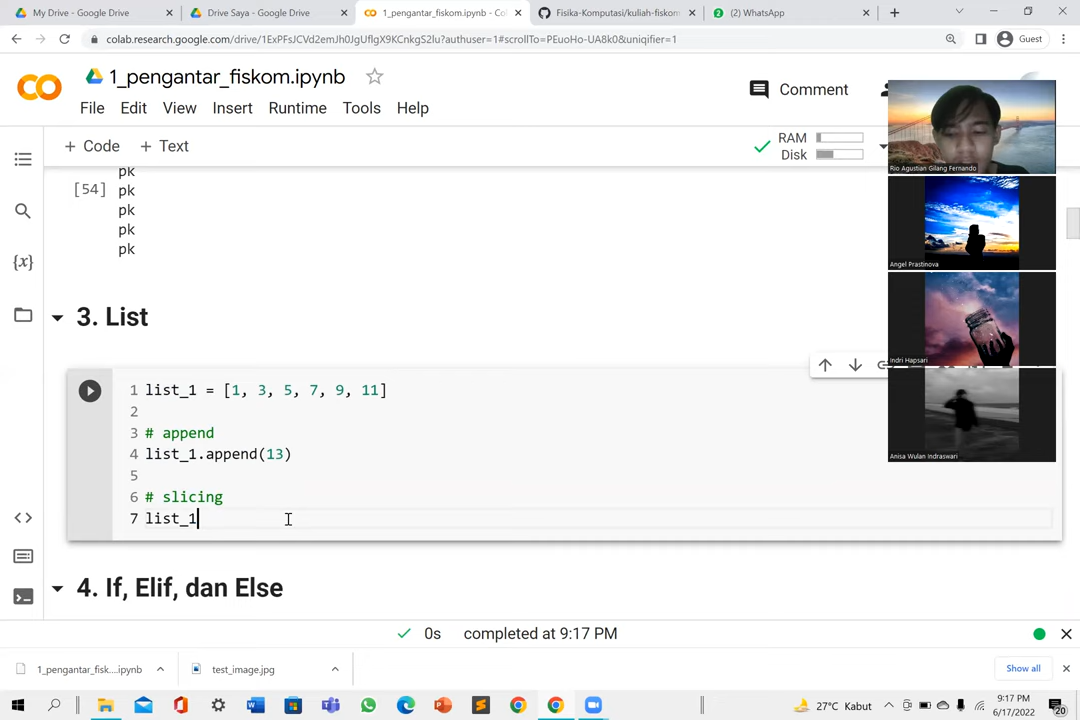 My Drive - Google Drive
Drive Saya - Google Drive
1_pengantar_fiskom.ipynb - Col
Fisika-Komputasi/kuliah-fiskom
(2) WhatsApp
colab.research.google.com/drive/1ExPFsJCVd2emJh0JgUflgX9KCnkgS2lu?authuser=1#scrollTo=PEuoHo-UA8k0&uniqifier=1
Guest
1_pengantar_fiskom.ipynb
File Edit View Insert Runtime Tools Help
Comment
+ Code + Text
RAM
Disk
pk
[54] pk
pk
pk
pk
3. List
1 list_1 = [1, 3, 5, 7, 9, 11]
2
3 # append
4 list_1.append(13)
5
6 # slicing
7 list_1
4. If, Elif, dan Else
0s completed at 9:17 PM
Rio Agustian Gilang Fernando
Angel Prastinova
Indri Hapsari
Anisa Wulan Indraswari
1_pengantar_fisk....ipynb
test_image.jpg
Show all
27°C Kabut
9:17 PM
6/17/2022
20